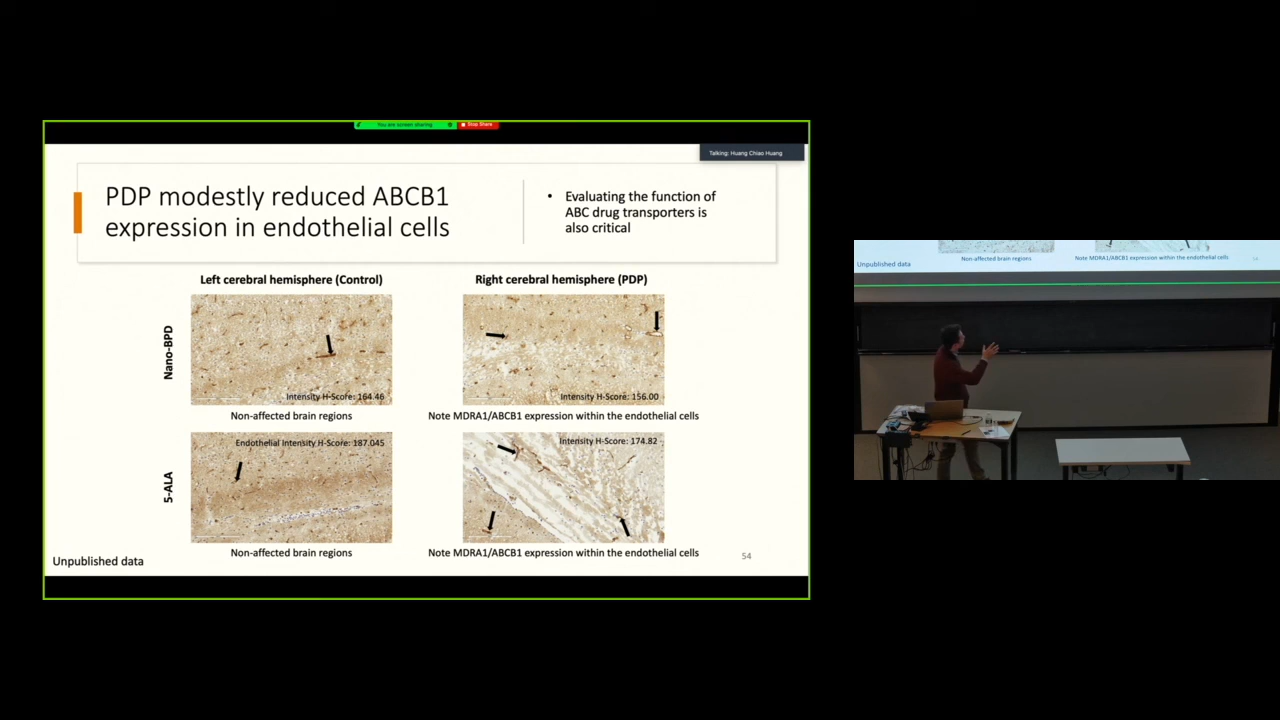 You are screen sharing
Stop Share
Talking: Huang Chiao Huang
PDP modestly reduced ABCB1
expression in endothelial cells
• Evaluating the function of
ABC drug transporters is
also critical
Left cerebral hemisphere (Control)
Right cerebral hemisphere (PDP)
Nano-BPD
Intensity H-Score: 164.46
Intensity H-Score: 156.00
Non-affected brain regions
Note MDRA1/ABCB1 expression within the endothelial cells
5-ALA
Endothelial Intensity H-Score: 187.045
Intensity H-Score: 174.82
Non-affected brain regions
Note MDRA1/ABCB1 expression within the endothelial cells
Unpublished data
54
Unpublished data
Non-affected brain regions
Note MDRA1/ABCB1 expression within the endothelial cells
54